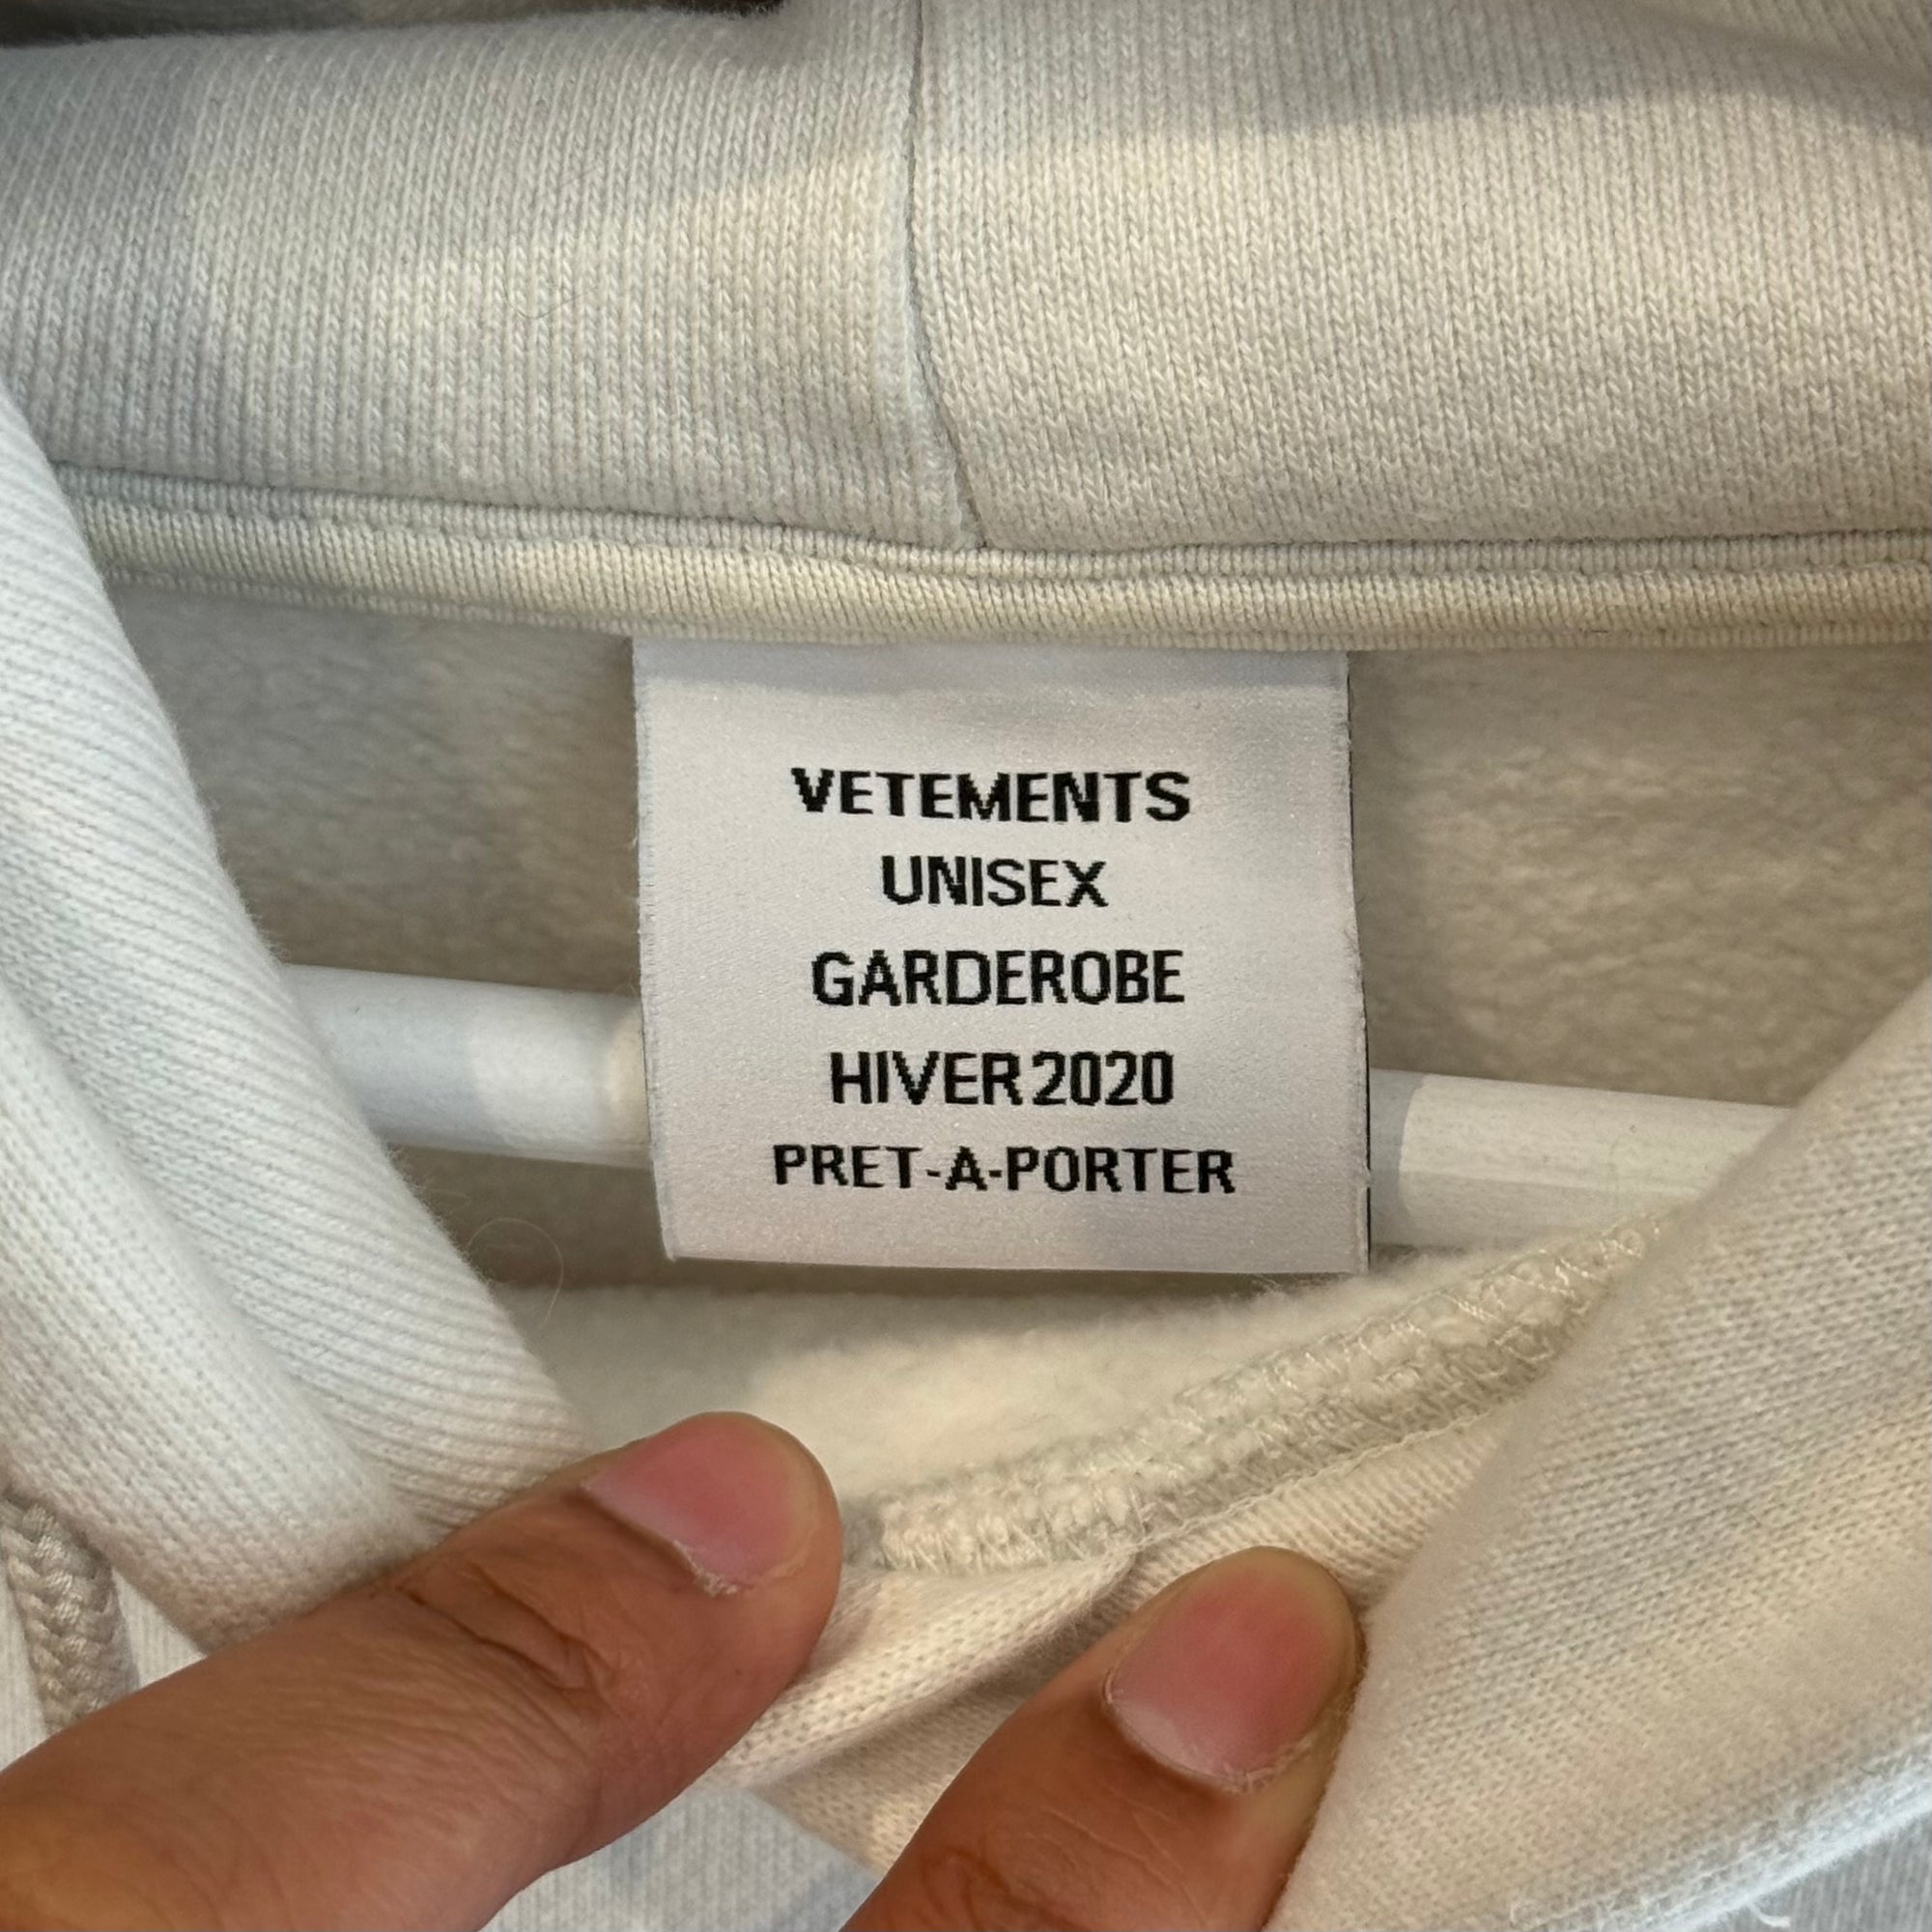 VETEMENTS
UNISEX
GARDEROBE
HIVER 2020
PRET-A-PORTER